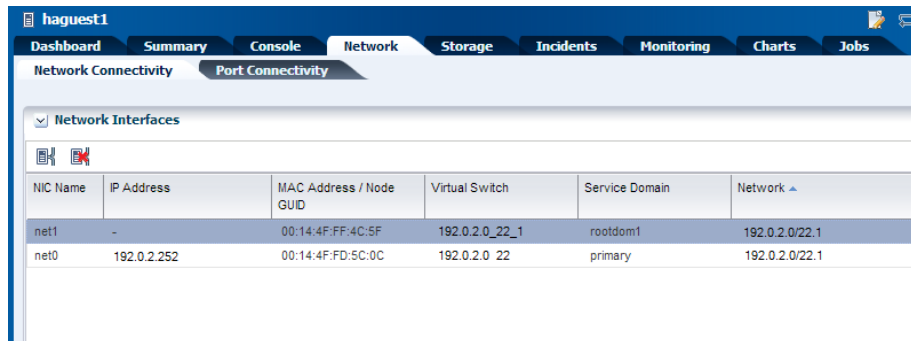 haguest1
Dashboard Summary Console Network Storage Incidents Monitoring Charts Jobs
Network Connectivity Port Connectivity
Network Interfaces
NIC Name IP Address MAC Address / Node GUID Virtual Switch Service Domain Network
net1 - 00:14:4F:FF:4C:5F 192.0.2.0_22_1 rootdom1 192.0.2.0/22.1
net0 192.0.2.252 00:14:4F:FD:5C:0C 192.0.2.0 22 primary 192.0.2.0/22.1